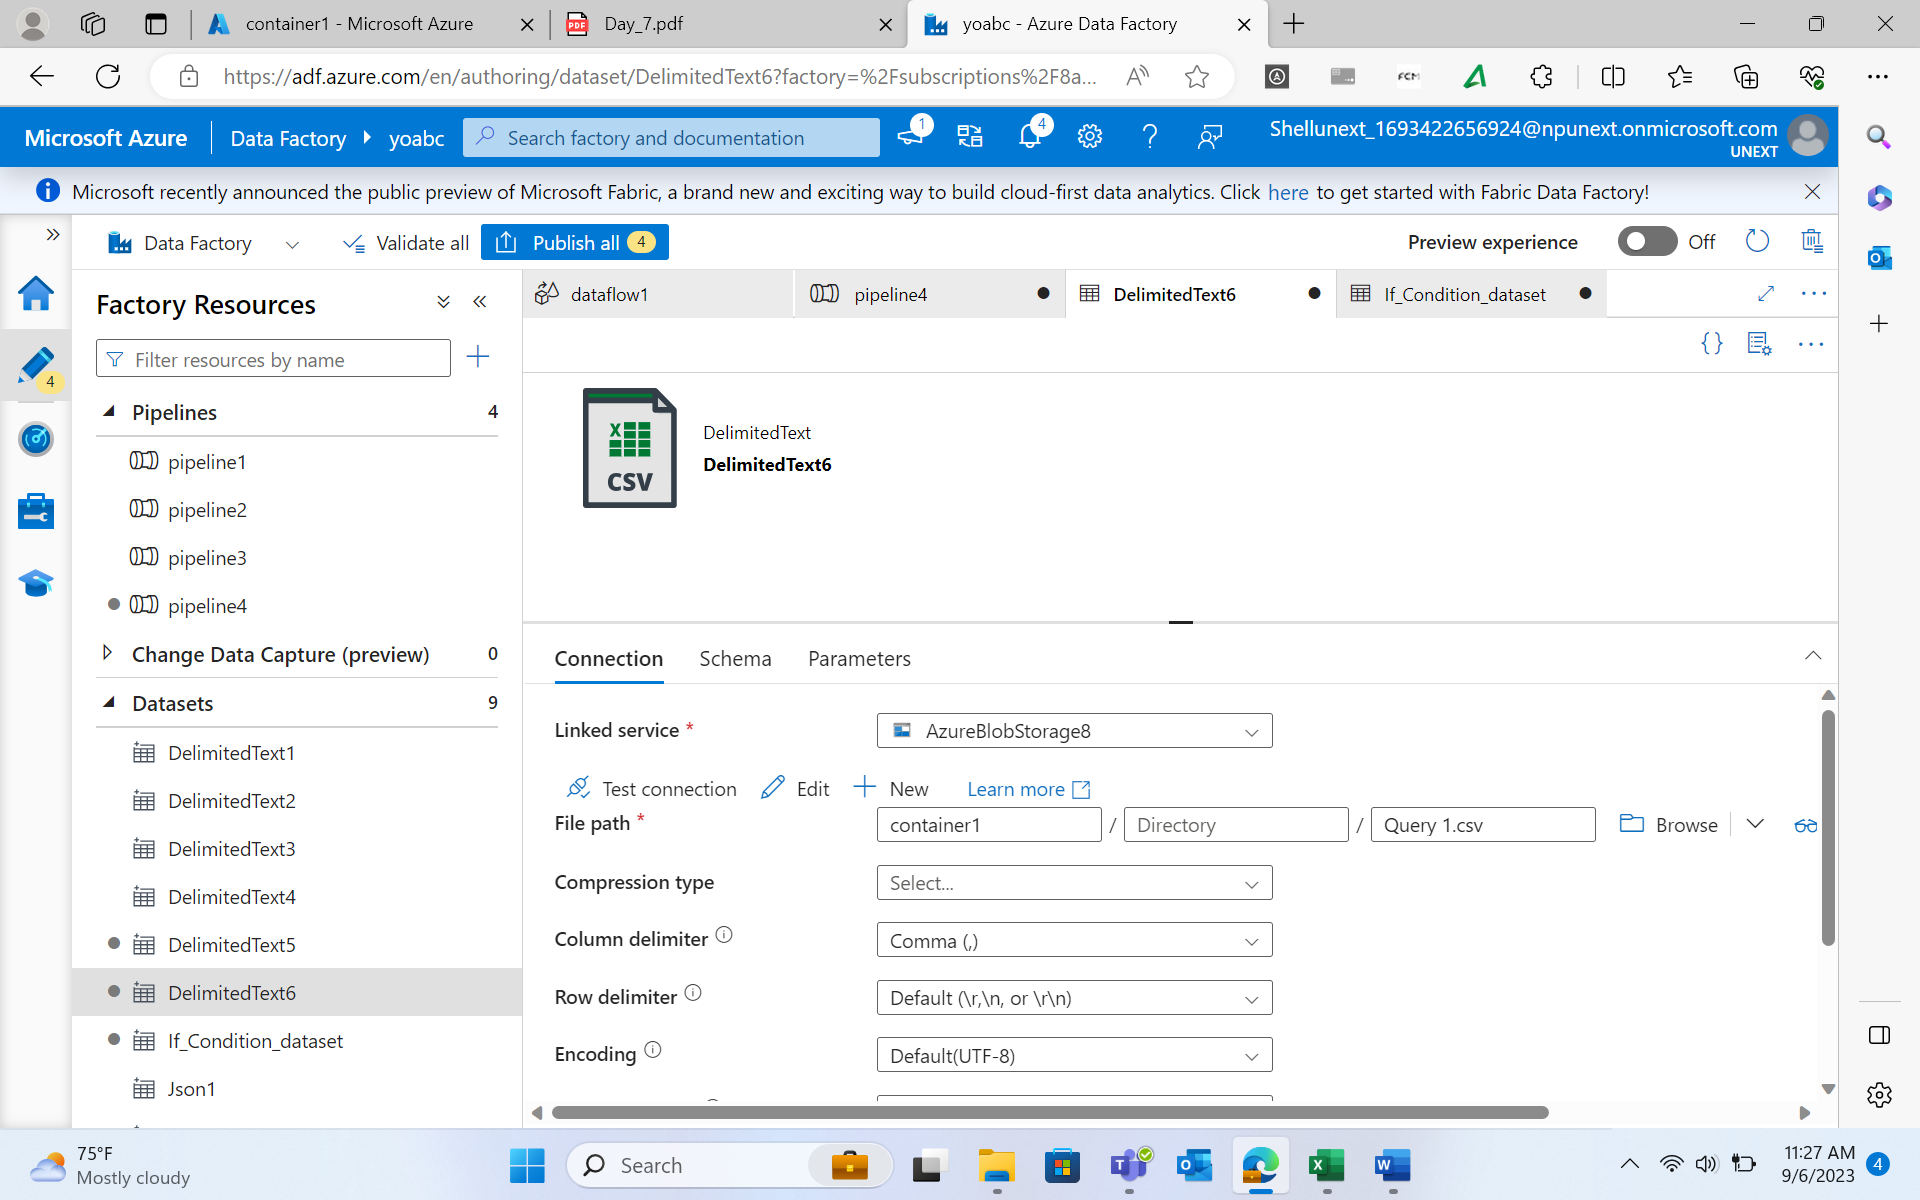 container1 - Microsoft Azure
PDF Day_7.pdf
yoabc - Azure Data Factory
https://adf.azure.com/en/authoring/dataset/DelimitedText6?factory=%2Fsubscriptions%2F8a...
FCM
Microsoft Azure
Data Factory
yoabc
Search factory and documentation
1
4
Shellunext_1693422656924@npunext.onmicrosoft.com
UNEXT
Microsoft recently announced the public preview of Microsoft Fabric, a brand new and exciting way to build cloud-first data analytics. Click here to get started with Fabric Data Factory!
Data Factory
Validate all
Publish all 4
Preview experience
Off
Factory Resources
dataflow1
pipeline4
DelimitedText6
If_Condition_dataset
Filter resources by name
4
Pipelines 4
pipeline1
pipeline2
pipeline3
pipeline4
Change Data Capture (preview) 0
Datasets 9
DelimitedText1
DelimitedText2
DelimitedText3
DelimitedText4
DelimitedText5
DelimitedText6
If_Condition_dataset
Json1
X
CSV
DelimitedText
DelimitedText6
Connection
Schema
Parameters
Linked service *
AzureBlobStorage8
Test connection
Edit
New
Learn more
File path *
container1 / Directory / Query 1.csv
Browse
Compression type
Select...
Column delimiter
Comma (,)
Row delimiter
Default (\r,\n, or \r\n)
Encoding
Default(UTF-8)
75°F
Mostly cloudy
Search
11:27 AM
9/6/2023
4